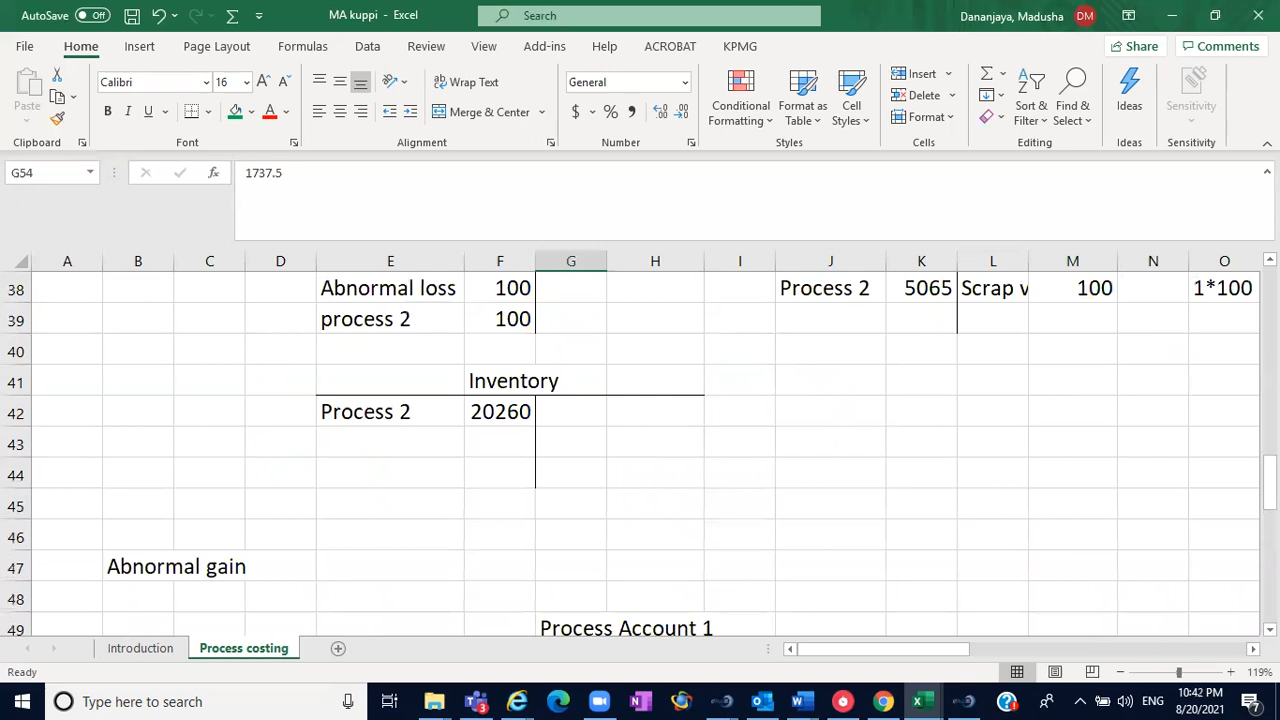 AutoSave Off MA kuppi - Excel Search Dananjaya, Madusha DM
File Home Insert Page Layout Formulas Data Review View Add-ins Help ACROBAT KPMG Share Comments
Paste Calibri 16 A A Wrap Text General Conditional Formatting Format as Table Cell Styles Insert Sort & Filter Find & Select Ideas Sensitivity
B I U A Merge & Center $ % Delete
Format
Clipboard Font Alignment Number Styles Cells Editing Ideas Sensitivity
G54 fx 1737.5
A B C D E F G H I J K L M N O
38 Abnormal loss 100 Process 2 5065 Scrap v 100 1*100
39 process 2 100
40
41 Inventory
42 Process 2 20260
43
44
45
46
47 Abnormal gain
48
49 Process Account 1
Introduction Process costing
Ready 119%
Type here to search 3 ENG 10:42 PM
8/20/2021 7